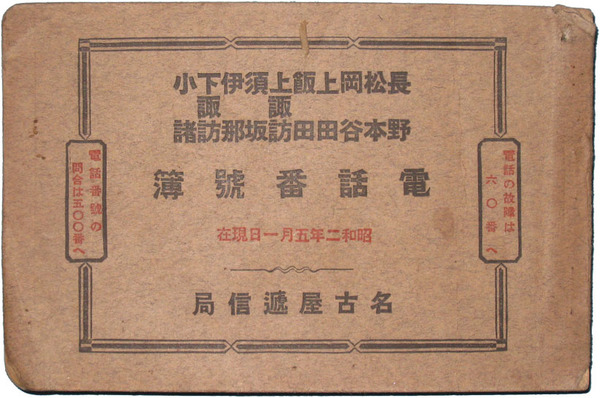 長野 松本 岡谷 上田 飯田 上諏訪 須坂 伊那 下諏訪 小諸
電話番號簿
昭和二年五月一日現在
名古屋遞信局
電話の故障は
六〇番へ
電話番號の
問合は五〇〇番へ